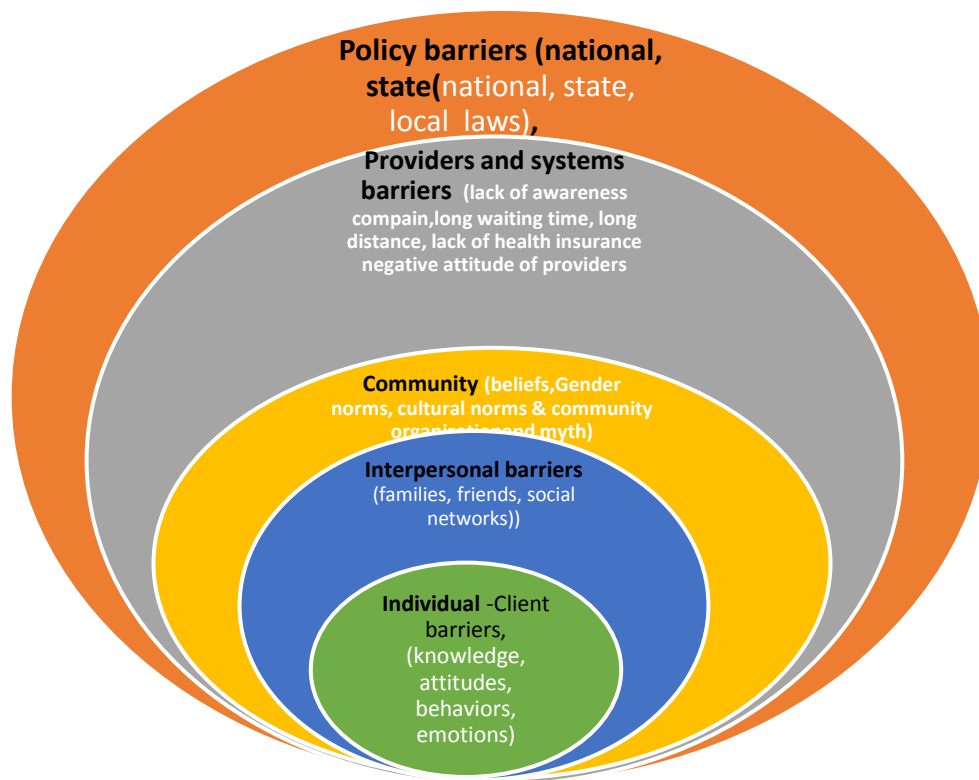 Policy barriers (national,
state(national, state,
local laws),
Providers and systems
barriers (lack of awareness
compain,long waiting time, long
distance, lack of health insurance
negative attitude of providers
Community (beliefs,Gender
norms, cultural norms & community
organizationand myth)
Interpersonal barriers
(families, friends, social
networks))
Individual -Client
barriers,
(knowledge,
attitudes,
behaviors,
emotions)